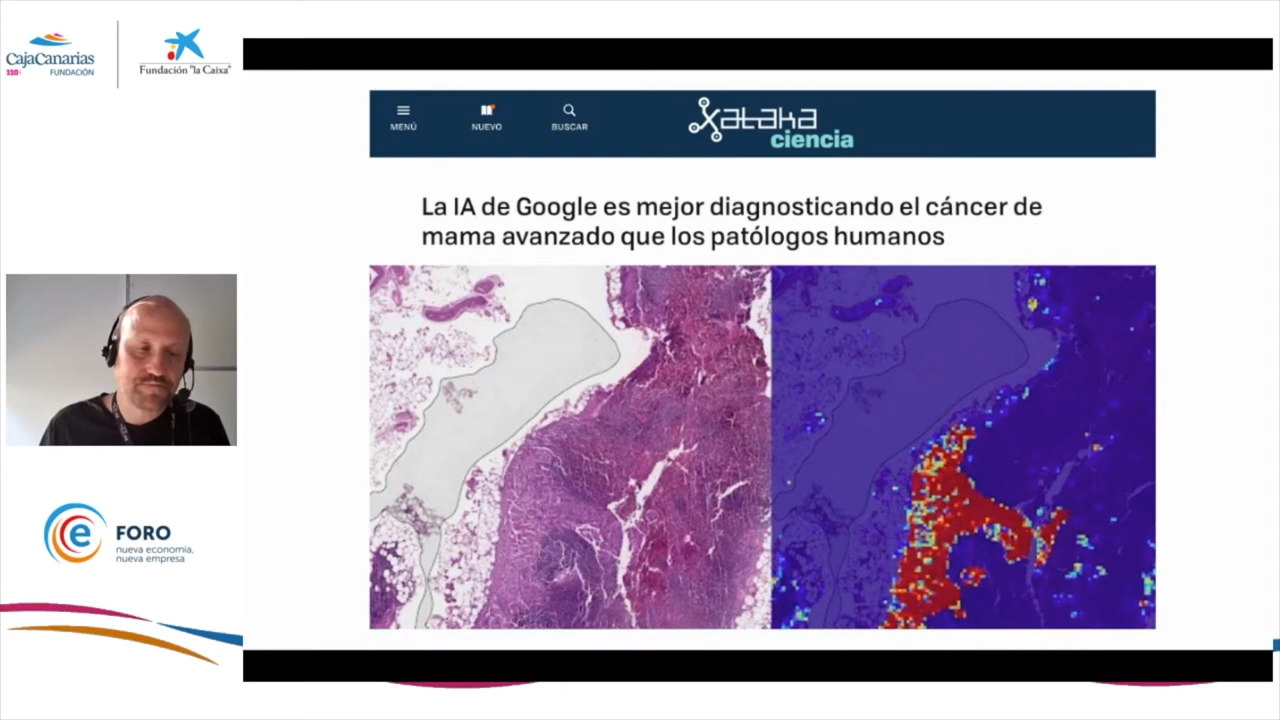 CajaCanarias
110
FUNDACIÓN
Fundación "la Caixa"
MENÚ
NUEVO
BUSCAR
xataka
ciencia
La IA de Google es mejor diagnosticando el cáncer de
mama avanzado que los patólogos humanos
e
FORO
nueva economía,
nueva empresa